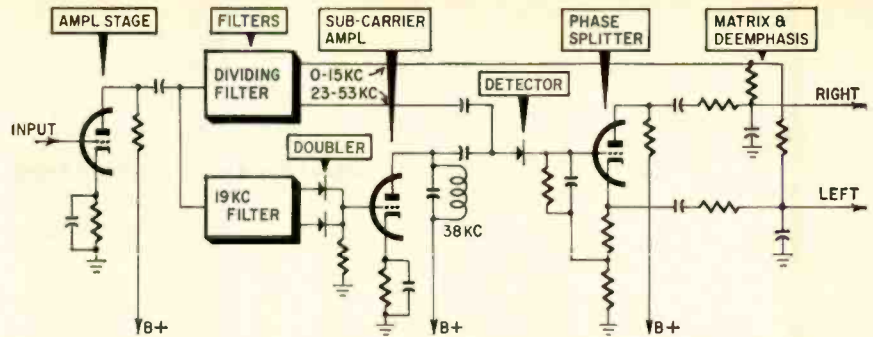 AMPL STAGE
FILTERS
SUB-CARRIER
AMPL
PHASE
SPLITTER
MATRIX &
DEEMPHASIS
DIVIDING
FILTER
0-15KC
23-53KC
DETECTOR
RIGHT
INPUT
DOUBLER
19KC
FILTER
38KC
LEFT
B+
B+
B+